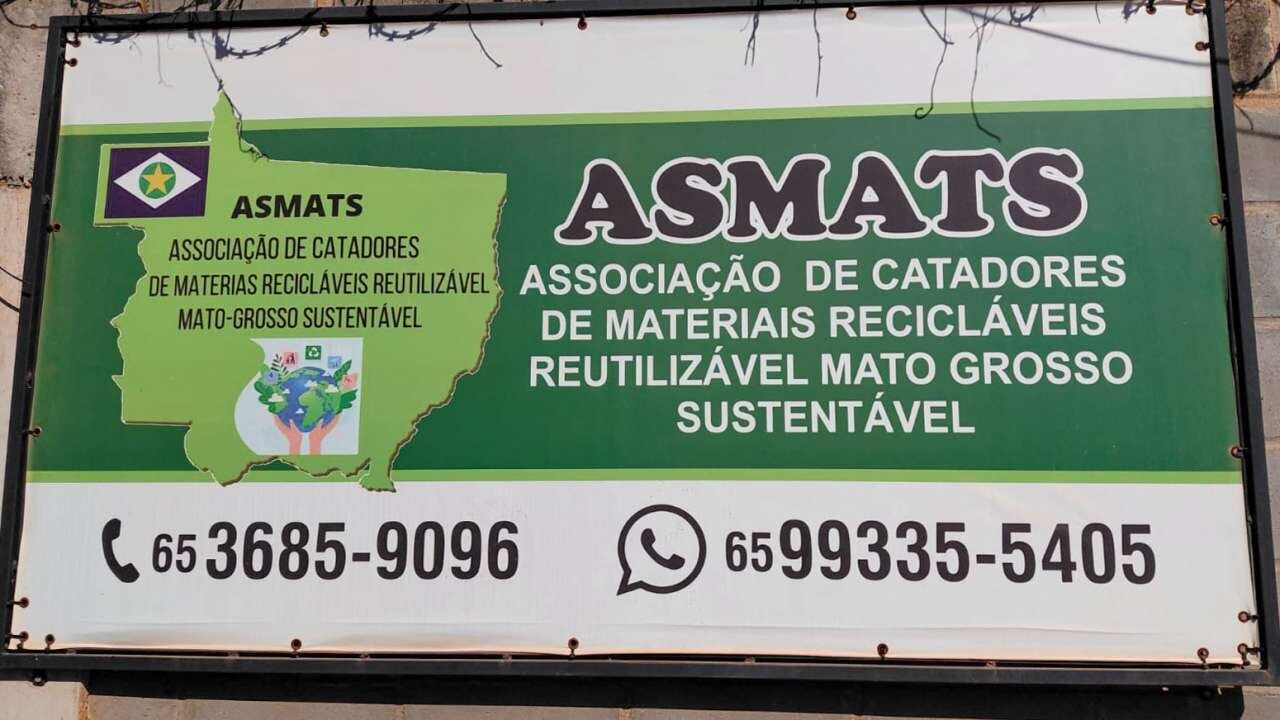 ASMATS
ASSOCIAÇÃO DE CATADORES
DE MATERIAS RECICLÁVEIS REUTILIZÁVEL
MATO-GROSSO SUSTENTÁVEL
ASMATS
ASSOCIAÇÃO DE CATADORES
DE MATERIAIS RECICLÁVEIS
REUTILIZÁVEL MATO GROSSO
SUSTENTÁVEL
65 3685-9096
65 99335-5405